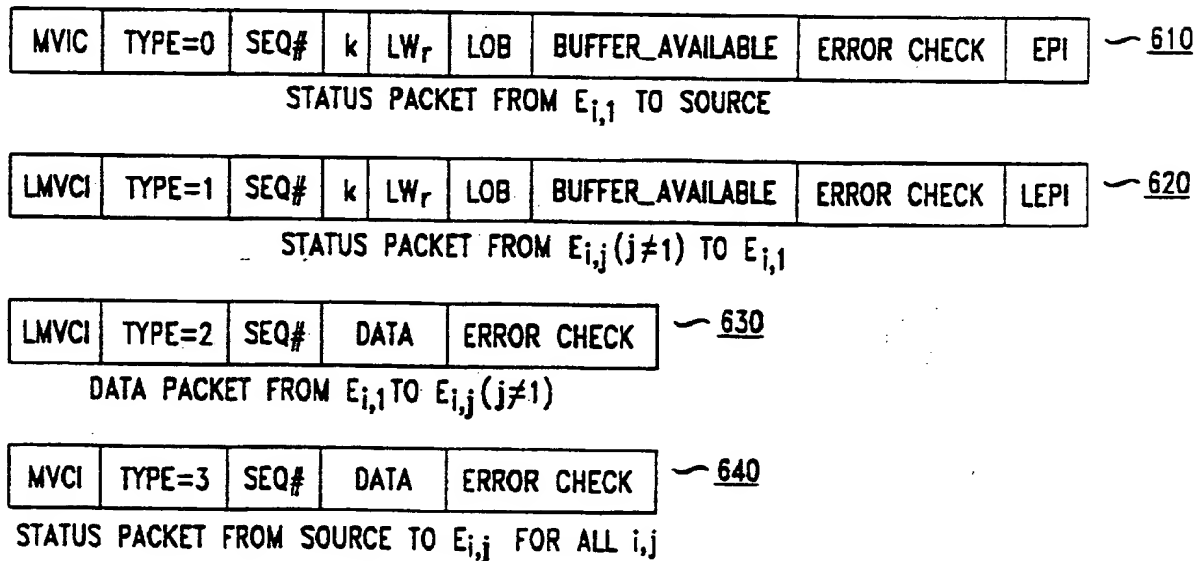 MVIC TYPE=0 SEQ# k LWr LOB BUFFER_AVAILABLE ERROR CHECK EPI 610
STATUS PACKET FROM Ei,1 TO SOURCE
LMVCI TYPE=1 SEQ# k LWr LOB BUFFER_AVAILABLE ERROR CHECK LEPI 620
STATUS PACKET FROM Ei,j (j≠1) TO Ei,1
LMVCI TYPE=2 SEQ# DATA ERROR CHECK 630
DATA PACKET FROM Ei,1 TO Ei,j (j≠1)
MVCI TYPE=3 SEQ# DATA ERROR CHECK 640
STATUS PACKET FROM SOURCE TO Ei,j FOR ALL i,j